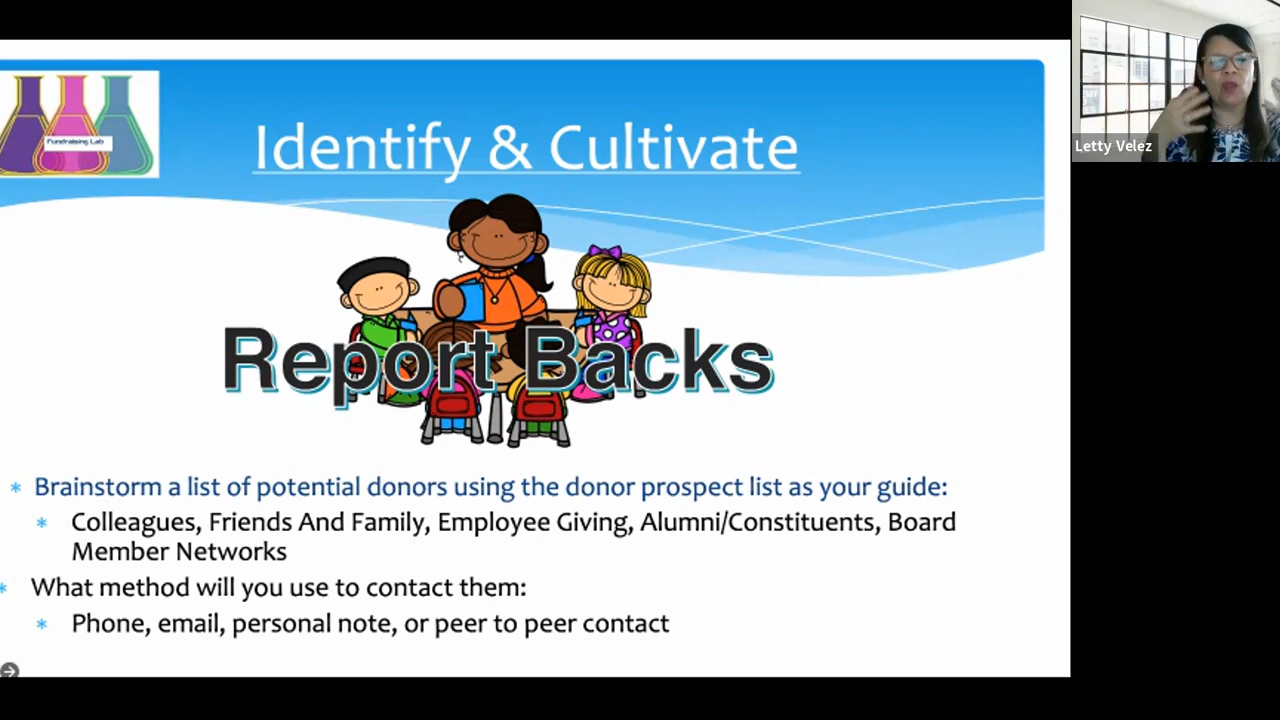 Letty Velez
Fundraising Lab
Identify & Cultivate
Report Backs
Brainstorm a list of potential donors using the donor prospect list as your guide:
Colleagues, Friends And Family, Employee Giving, Alumni/Constituents, Board
Member Networks
What method will you use to contact them:
Phone, email, personal note, or peer to peer contact